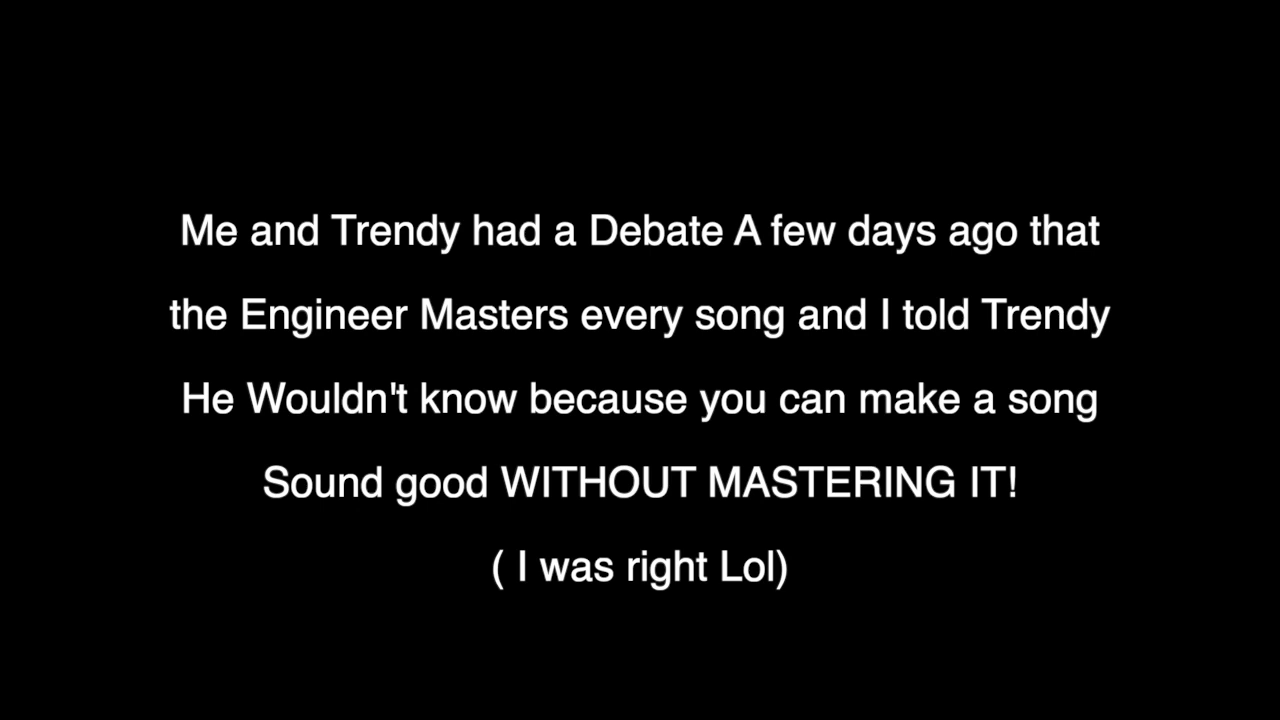 Me and Trendy had a Debate A few days ago that
the Engineer Masters every song and I told Trendy
He Wouldn't know because you can make a song
Sound good WITHOUT MASTERING IT!
( I was right Lol)